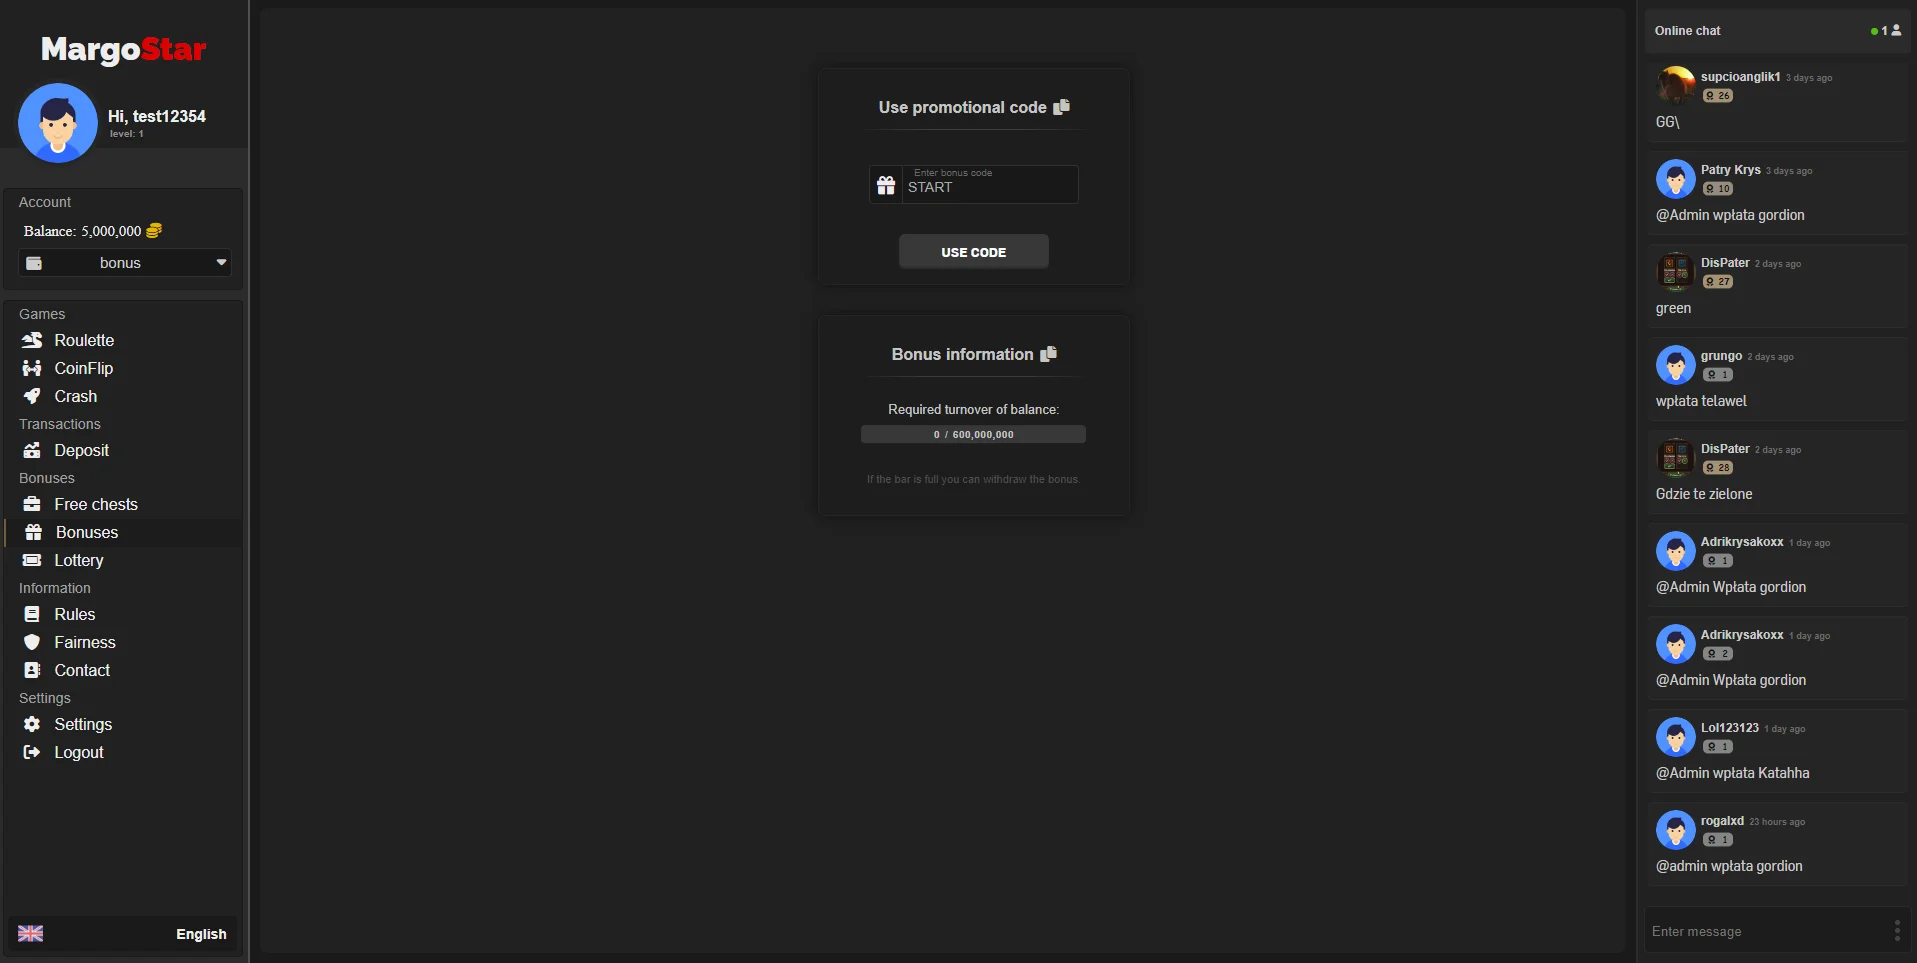 MargoStar
Hi, test12354
level: 1
Account
Balance: 5,000,000
bonus
Games
Roulette
CoinFlip
Crash
Transactions
Deposit
Bonuses
Free chests
Bonuses
Lottery
Information
Rules
Fairness
Contact
Settings
Settings
Logout
English
Use promotional code
Enter bonus code
START
USE CODE
Bonus information
Required turnover of balance:
0 / 600,000,000
If the bar is full you can withdraw the bonus.
Online chat
1
supcioanglik1 3 days ago
26
GG\
Patry Krys 3 days ago
10
@Admin wpłata gordion
DisPater 2 days ago
27
green
grungo 2 days ago
1
wpłata telawel
DisPater 2 days ago
28
Gdzie te zielone
Adrikrysakoxx 1 day ago
1
@Admin Wpłata gordion
Adrikrysakoxx 1 day ago
2
@Admin Wpłata gordion
Lol123123 1 day ago
1
@Admin wpłata Katahha
rogalxd 23 hours ago
1
@admin wpłata gordion
Enter message